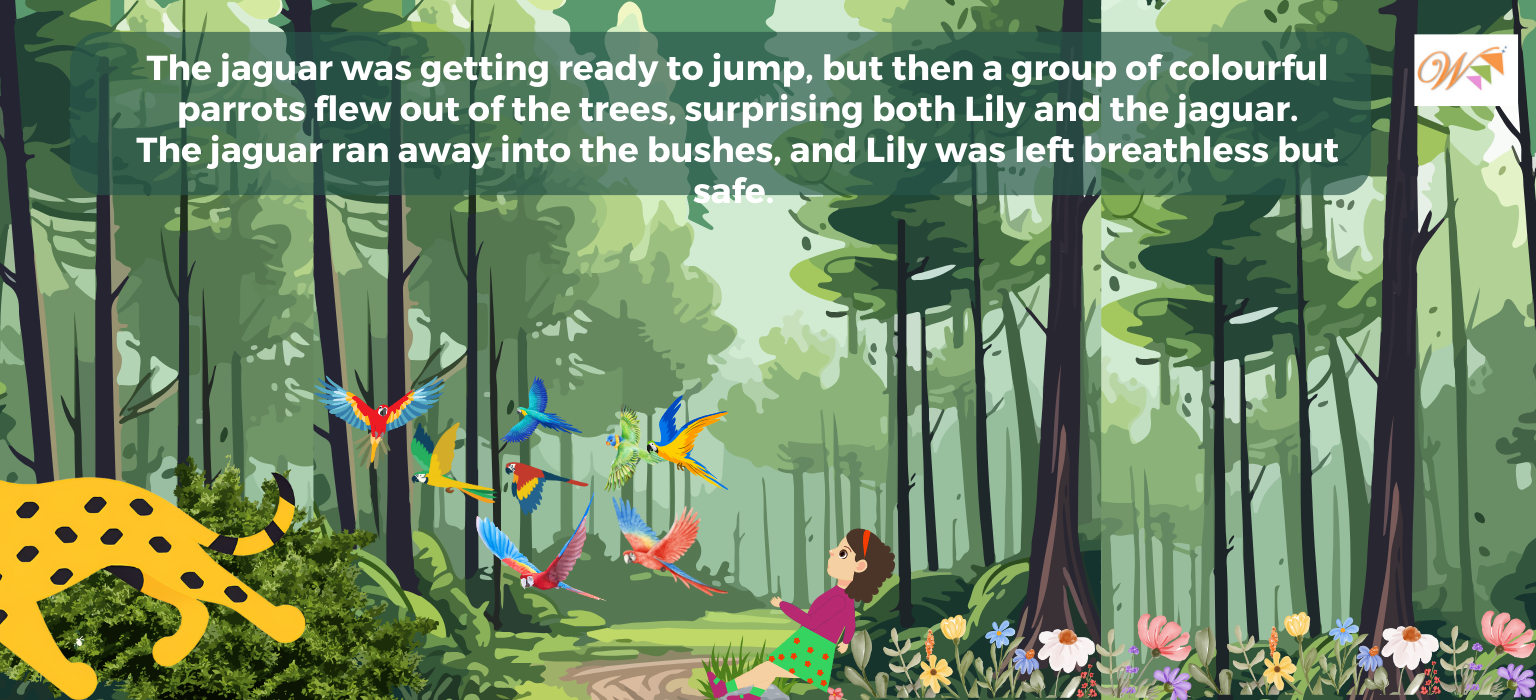 The jaguar was getting ready to jump, but then a group of colourful
parrots flew out of the trees, surprising both Lily and the jaguar.
The jaguar ran away into the bushes, and Lily was left breathless but
safe.
W